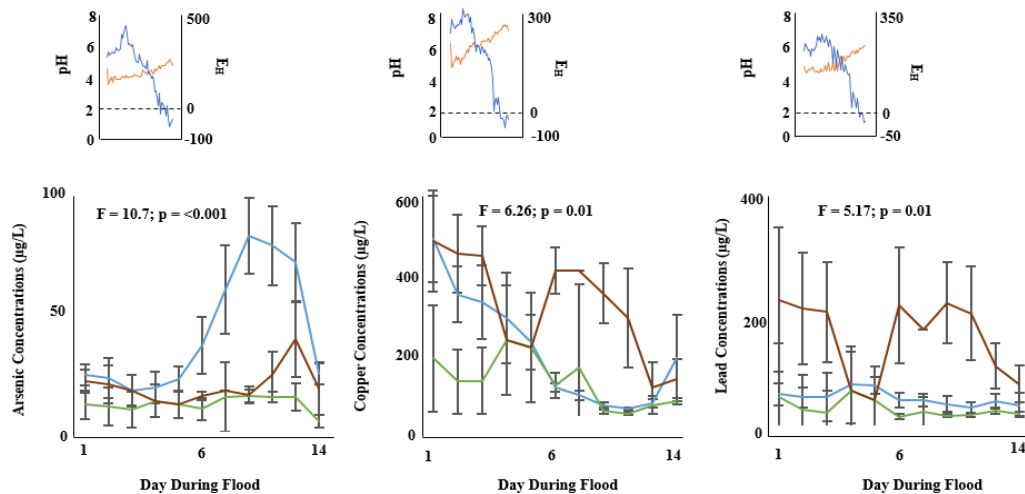 8
6
4
2
0
pH
500
0
-100
E_H
8
6
4
2
0
pH
300
0
-100
E_H
8
6
4
2
0
pH
350
0
-50
E_H
100
50
0
Arsenic Concentrations (µg/L)
F = 10.7; p = <0.001
1
6
14
Day During Flood
600
400
200
0
Copper Concentrations (µg/L)
F = 6.26; p = 0.01
1
6
14
Day During Flood
400
200
0
Lead Concentrations (µg/L)
F = 5.17; p = 0.01
1
6
14
Day During Flood